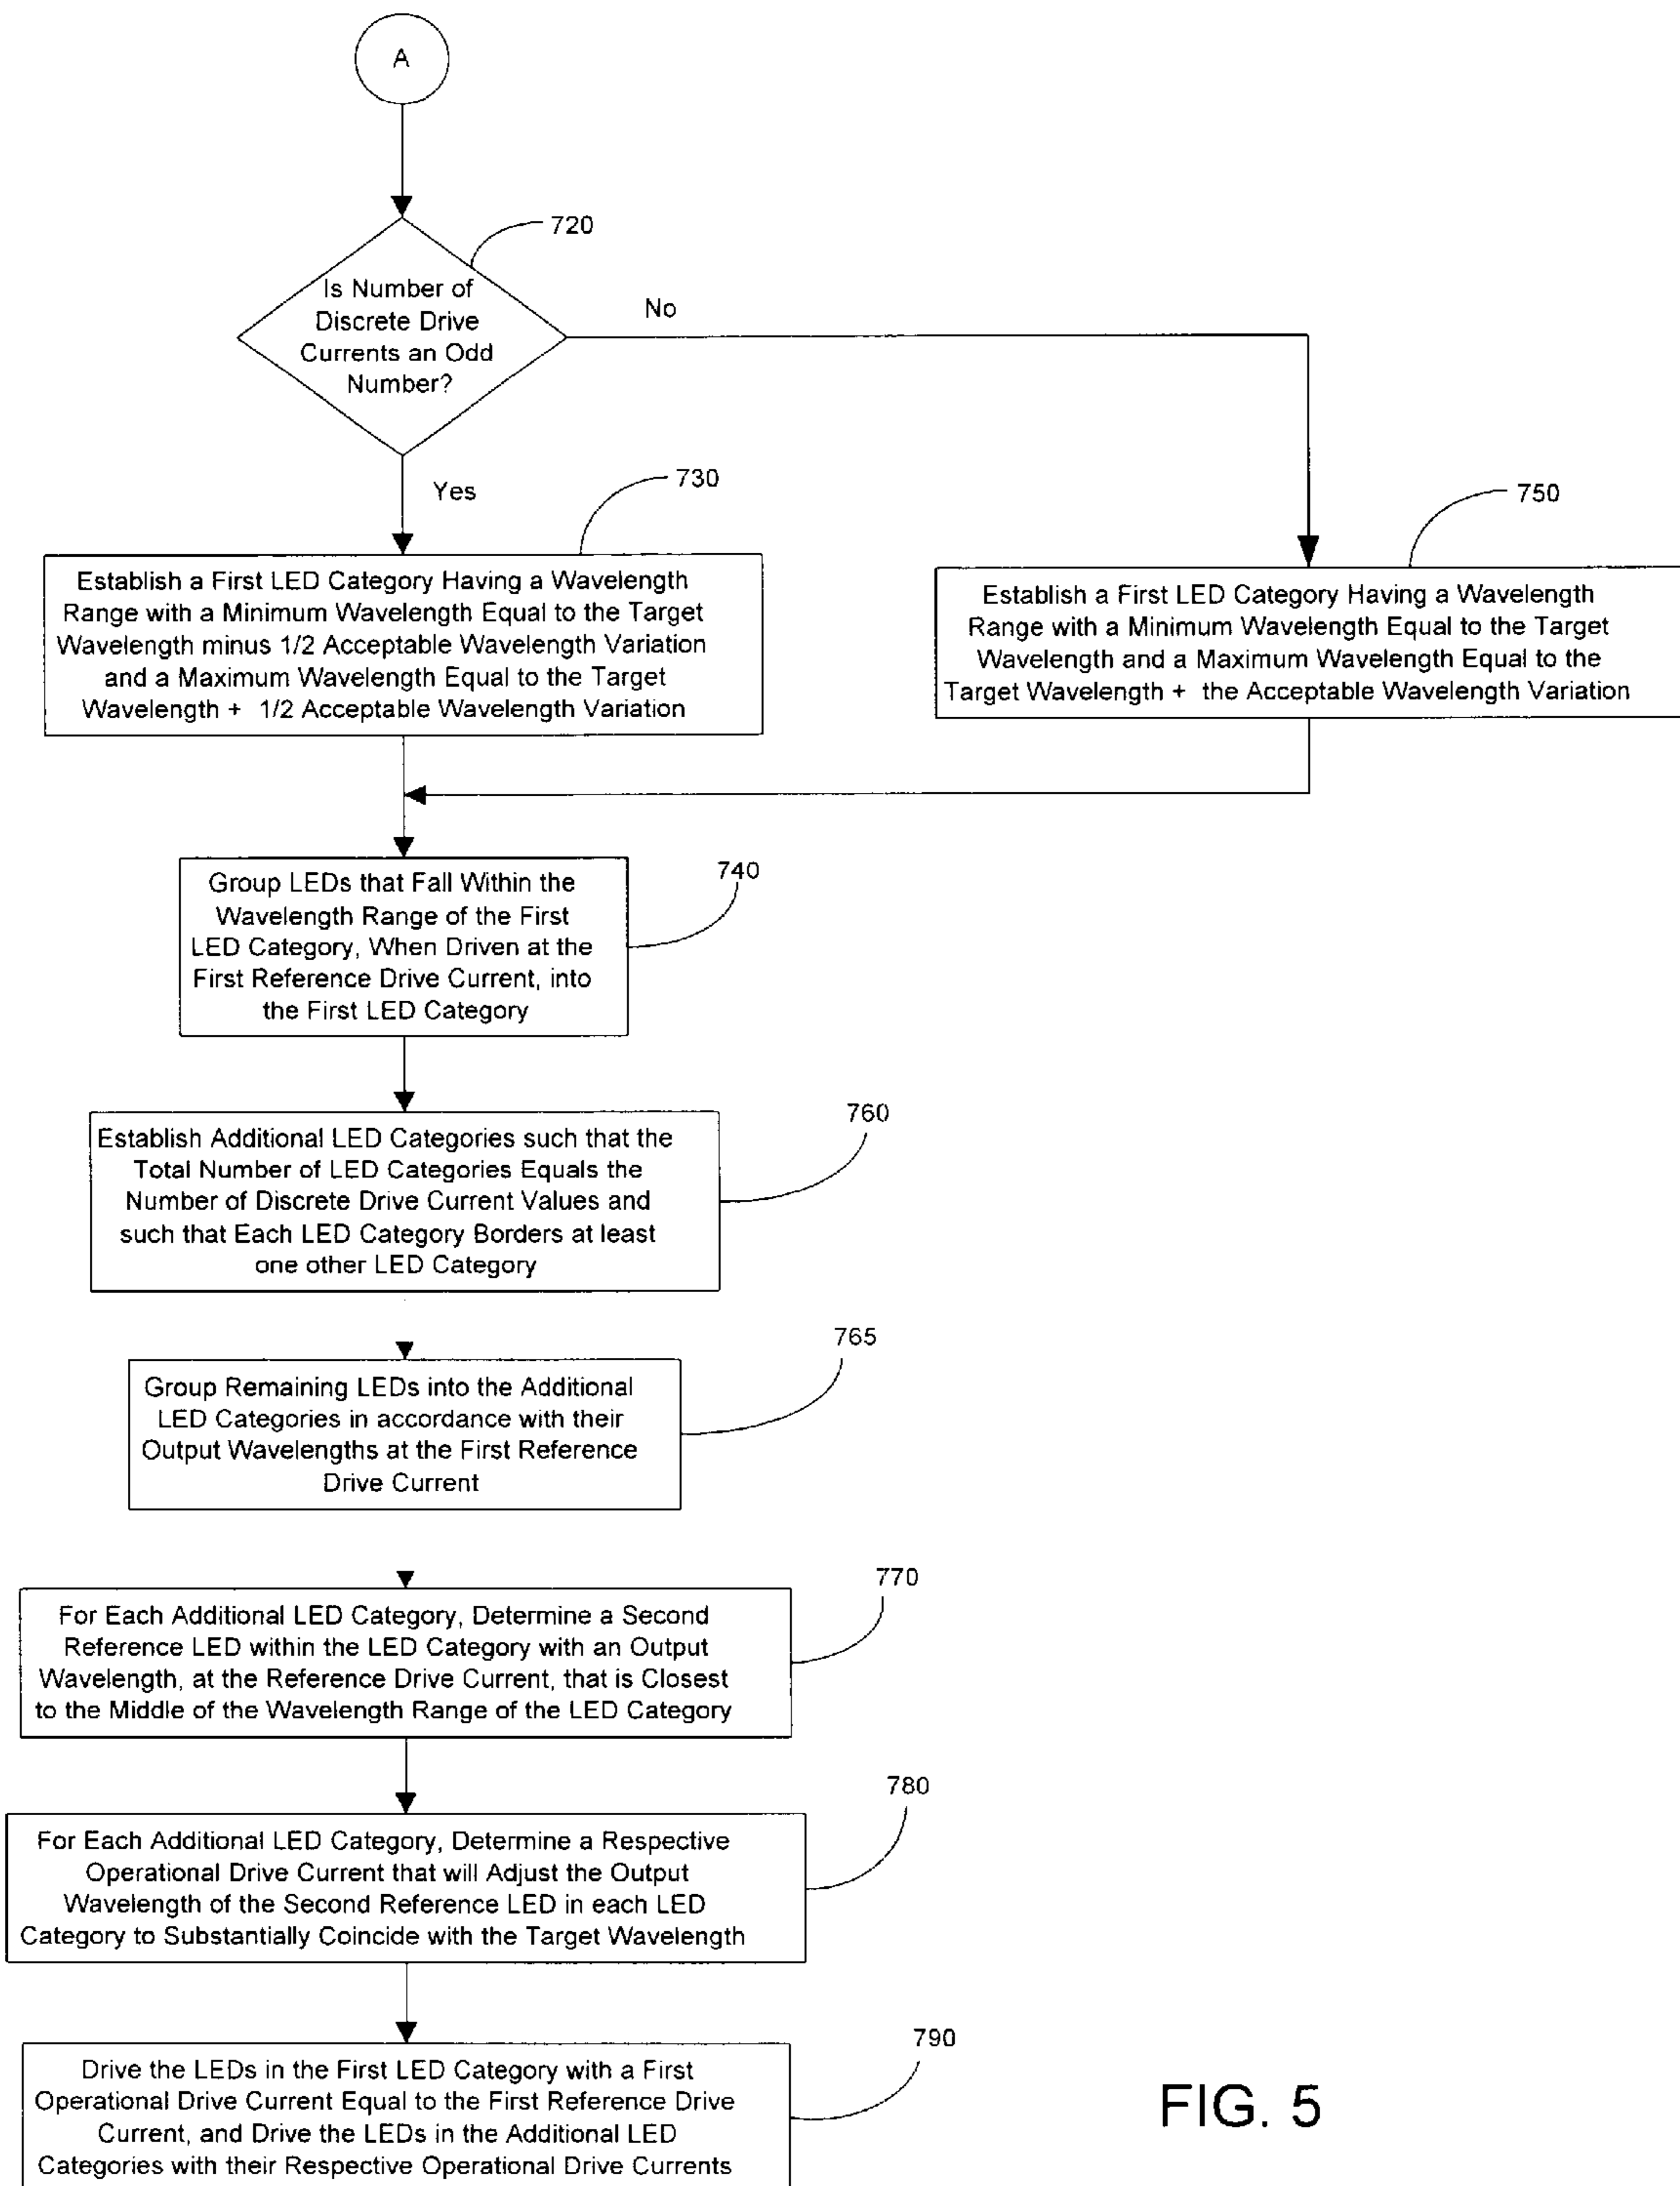 A
720
Is Number of
Discrete Drive
Currents an Odd
Number?
No
Yes
730
Establish a First LED Category Having a Wavelength
Range with a Minimum Wavelength Equal to the Target
Wavelength minus 1/2 Acceptable Wavelength Variation
and a Maximum Wavelength Equal to the Target
Wavelength + 1/2 Acceptable Wavelength Variation
750
Establish a First LED Category Having a Wavelength
Range with a Minimum Wavelength Equal to the Target
Wavelength and a Maximum Wavelength Equal to the
Target Wavelength + the Acceptable Wavelength Variation
740
Group LEDs that Fall Within the
Wavelength Range of the First
LED Category, When Driven at the
First Reference Drive Current, into
the First LED Category
760
Establish Additional LED Categories such that the
Total Number of LED Categories Equals the
Number of Discrete Drive Current Values and
such that Each LED Category Borders at least
one other LED Category
765
Group Remaining LEDs into the Additional
LED Categories in accordance with their
Output Wavelengths at the First Reference
Drive Current
770
For Each Additional LED Category, Determine a Second
Reference LED within the LED Category with an Output
Wavelength, at the Reference Drive Current, that is Closest
to the Middle of the Wavelength Range of the LED Category
780
For Each Additional LED Category, Determine a Respective
Operational Drive Current that will Adjust the Output
Wavelength of the Second Reference LED in each LED
Category to Substantially Coincide with the Target Wavelength
790
Drive the LEDs in the First LED Category with a First
Operational Drive Current Equal to the First Reference Drive
Current, and Drive the LEDs in the Additional LED
Categories with their Respective Operational Drive Currents
FIG. 5